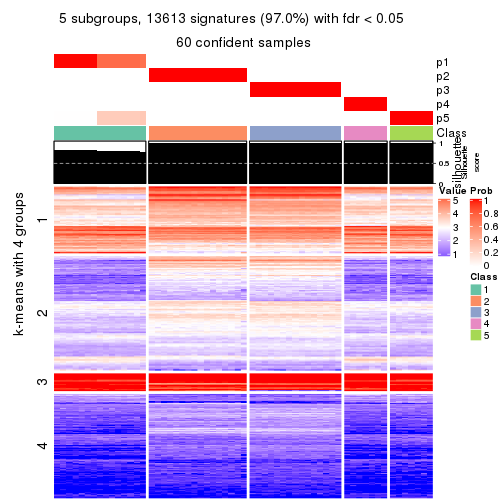 5 subgroups, 13613 signatures (97.0%) with fdr < 0.05
60 confident samples
p1
p2
p3
p4
p5
Class
silhouette
Silhouette
score
1
0.5
0
k-means with 4 groups
1
2
3
4
Value
5
4
3
2
1
Prob
1
0.8
0.6
0.4
0.2
0
Class
1
2
3
4
5